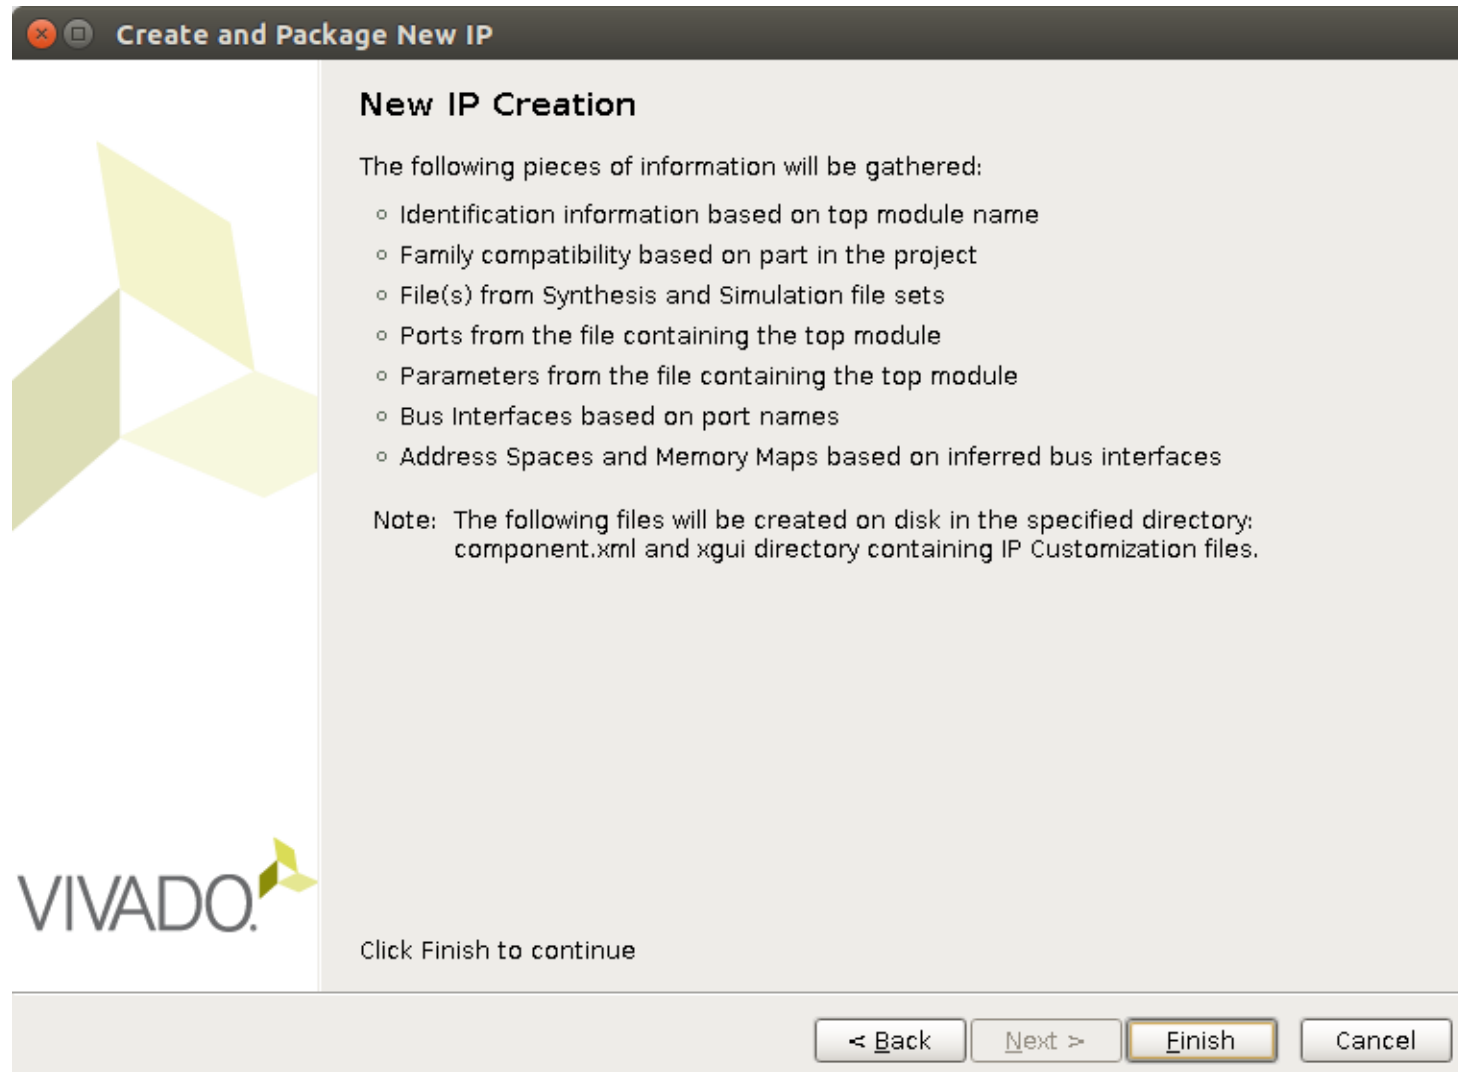 Create and Package New IP
New IP Creation
The following pieces of information will be gathered:
Identification information based on top module name
Family compatibility based on part in the project
File(s) from Synthesis and Simulation file sets
Ports from the file containing the top module
Parameters from the file containing the top module
Bus Interfaces based on port names
Address Spaces and Memory Maps based on inferred bus interfaces
Note: The following files will be created on disk in the specified directory:
component.xml and xgui directory containing IP Customization files.
VIVADO.
Click Finish to continue
< Back Next > Finish Cancel